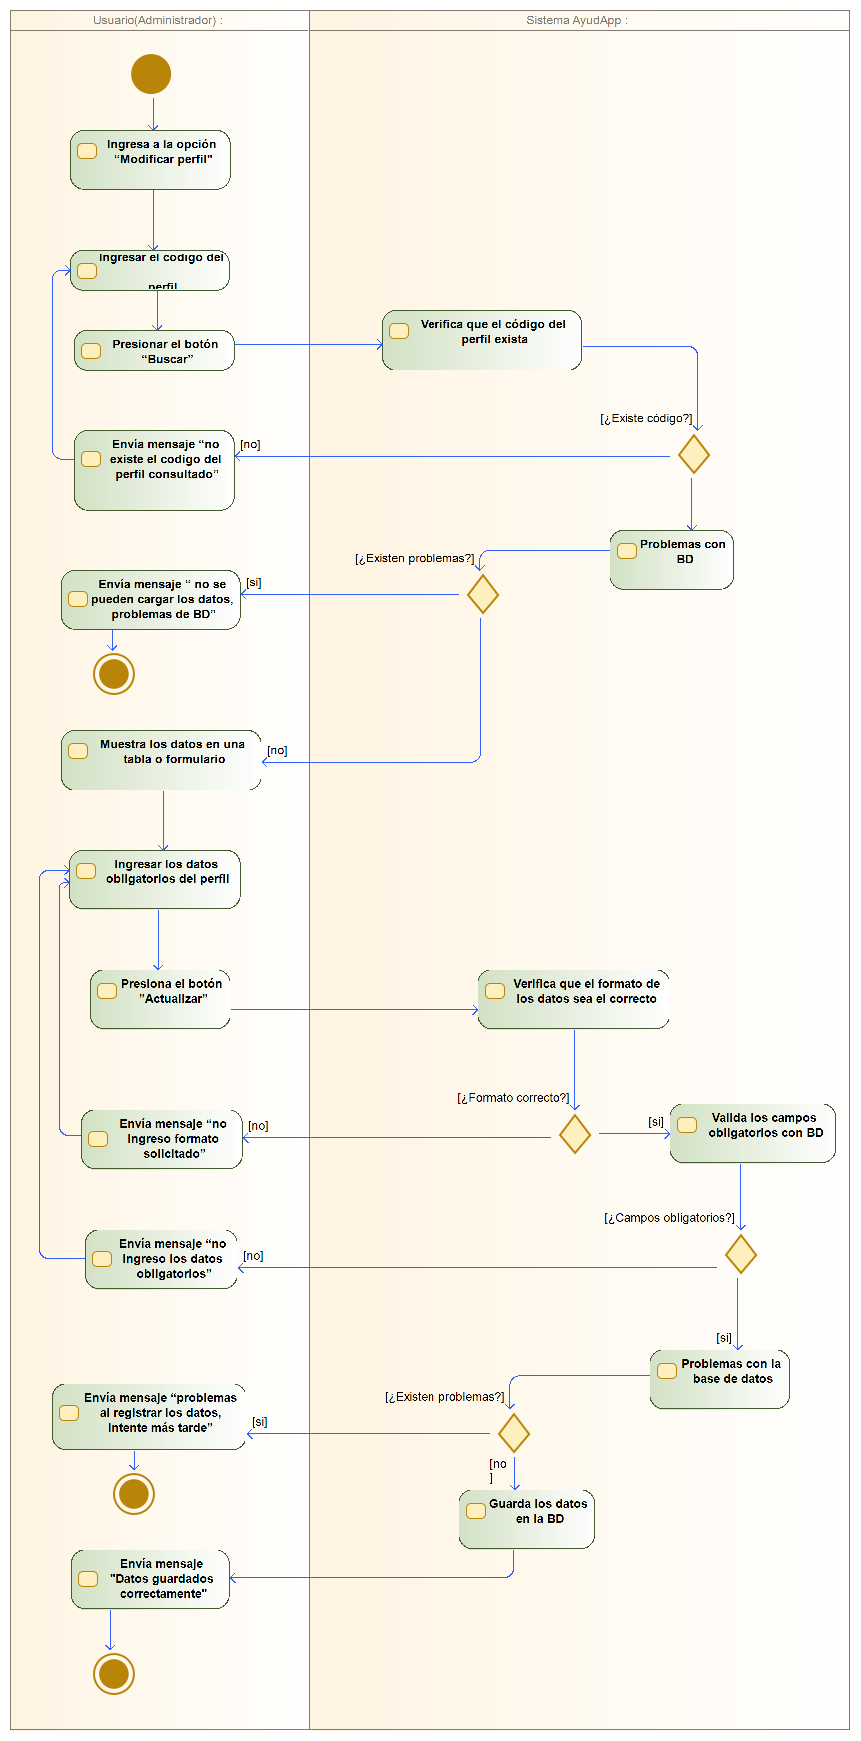 Usuario(Administrador) :
Sistema AyudApp :
Ingresa a la opción
“Modificar perfil”
Ingresar el codigo del
perfil
Presionar el botón
“Buscar”
Verifica que el código del
perfil exista
[¿Existe código?]
[no]
Envía mensaje “no
existe el codigo del
perfil consultado”
Problemas con
BD
[¿Existen problemas?]
[si]
Envía mensaje “ no se
pueden cargar los datos,
problemas de BD”
Muestra los datos en una
tabla o formulario
[no]
Ingresar los datos
obligatorios del perfil
Presiona el botón
”Actualizar”
Verifica que el formato de
los datos sea el correcto
[¿Formato correcto?]
[no]
[si]
Envía mensaje “no
ingreso formato
solicitado”
Valida los campos
obligatorios con BD
[¿Campos obligatorios?]
[no]
Envía mensaje “no
ingreso los datos
obligatorios”
[si]
Problemas con la
base de datos
[¿Existen problemas?]
[si]
Envía mensaje “problemas
al registrar los datos,
intente más tarde”
[no
]
Guarda los datos
en la BD
Envía mensaje
"Datos guardados
correctamente"